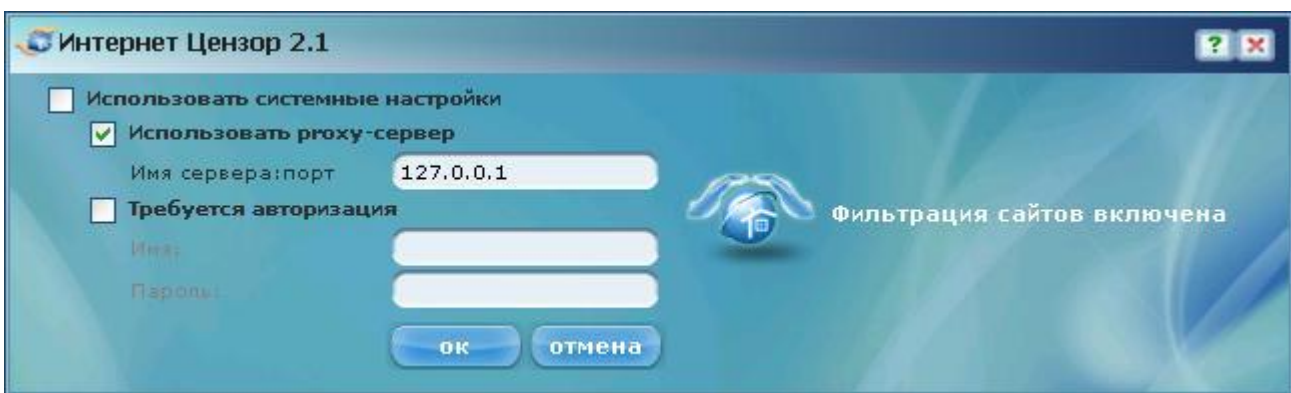 Интернет Цензор 2.1
?
Использовать системные настройки
Использовать proxy-сервер
Имя сервера:порт 127.0.0.1
Требуется авторизация
Фильтрация сайтов включена
Имя:
Пароль:
ок отмена